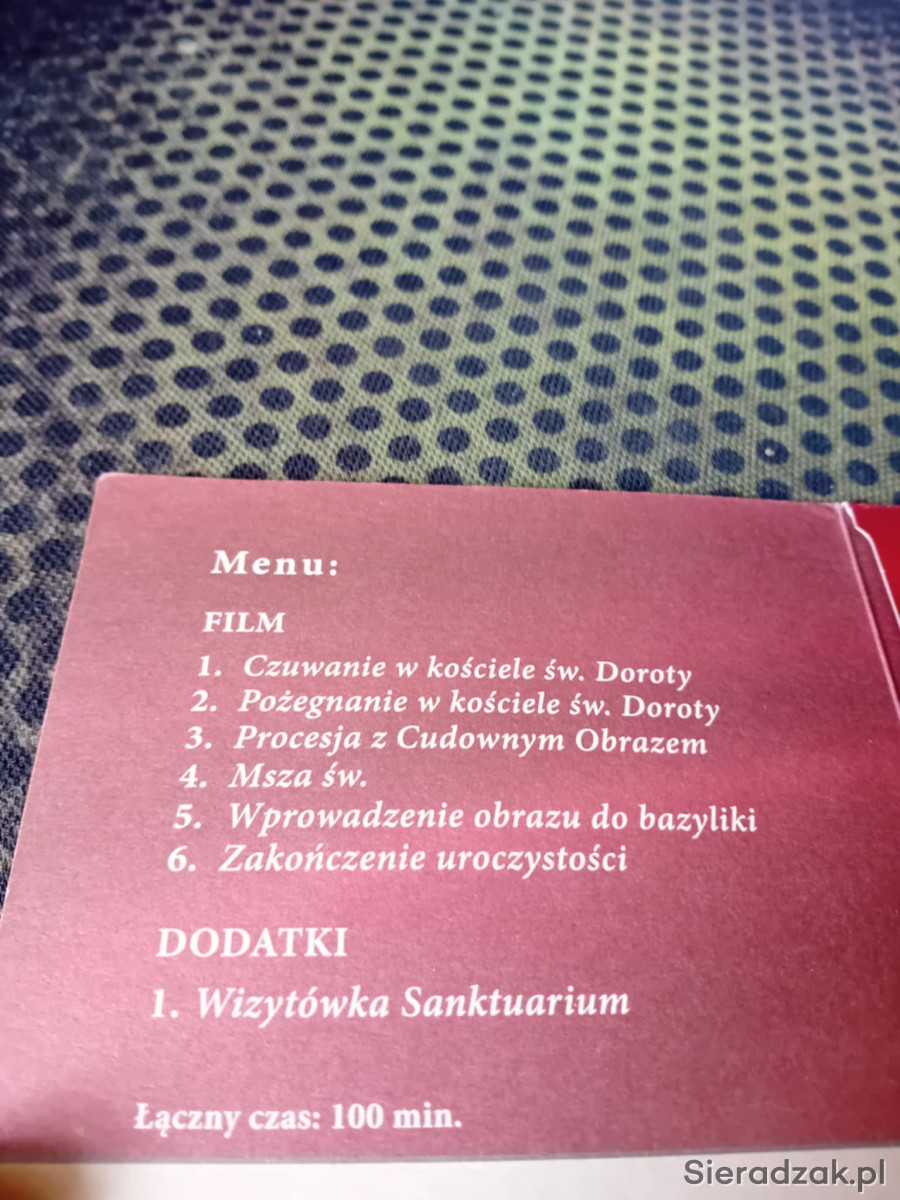 Menu:
FILM
1. Czuwanie w kościele św. Doroty
2. Pożegnanie w kościele św. Doroty
3. Procesja z Cudownym Obrazem
4. Msza św.
5. Wprowadzenie obrazu do bazyliki
6. Zakończenie uroczystości
DODATKI
1. Wizytówka Sanktuarium
Łączny czas: 100 min.
Sieradzak.pl